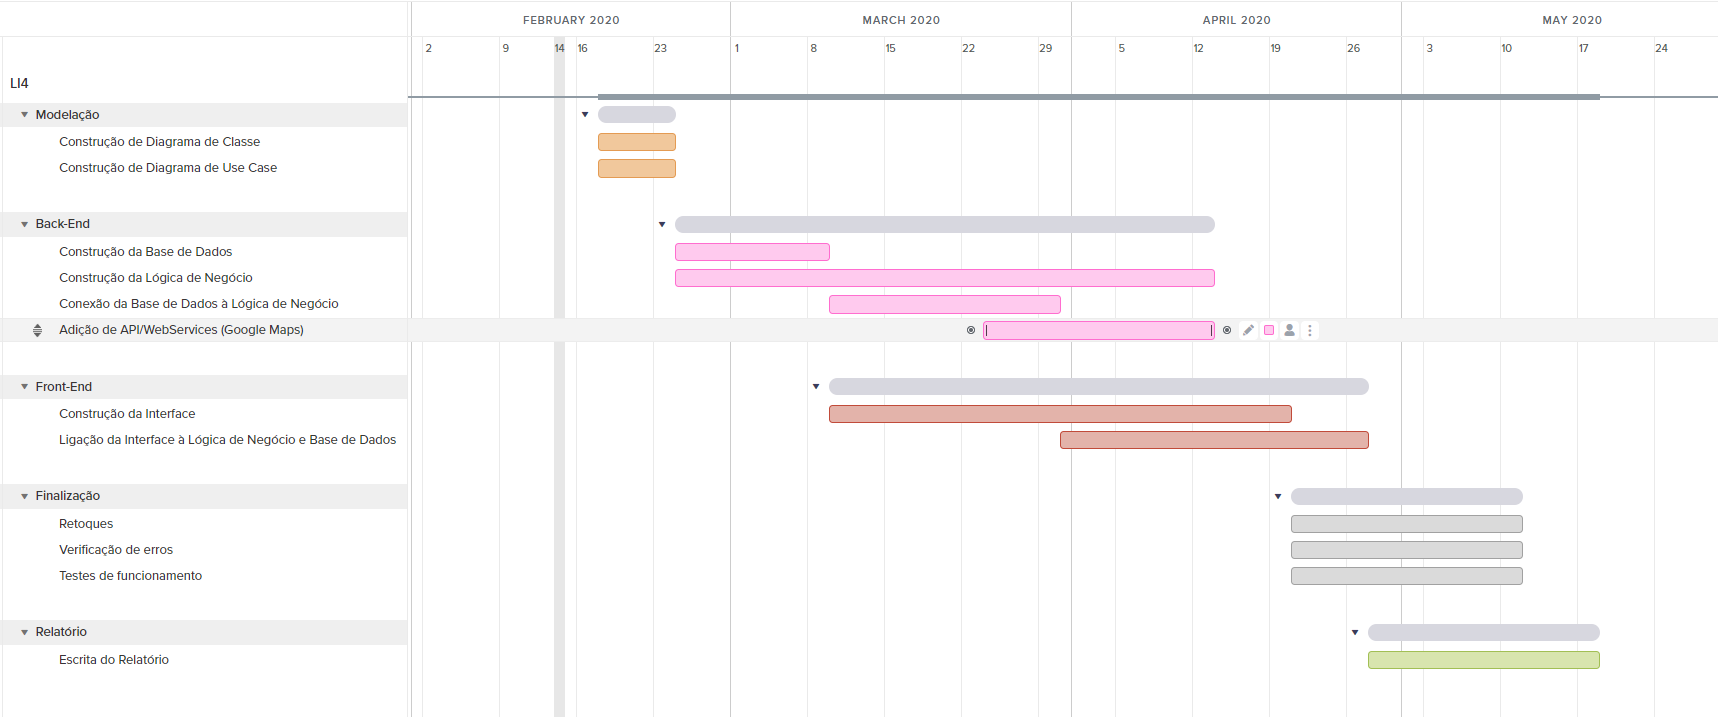 FEBRUARY 2020 MARCH 2020 APRIL 2020 MAY 2020
2 9 14 16 23 1 8 15 22 29 5 12 19 26 3 10 17 24
LI4
Modelação
Construção de Diagrama de Classe
Construção de Diagrama de Use Case
Back-End
Construção da Base de Dados
Construção da Lógica de Negócio
Conexão da Base de Dados à Lógica de Negócio
Adição de API/WebServices (Google Maps)
Front-End
Construção da Interface
Ligação da Interface à Lógica de Negócio e Base de Dados
Finalização
Retoques
Verificação de erros
Testes de funcionamento
Relatório
Escrita do Relatório